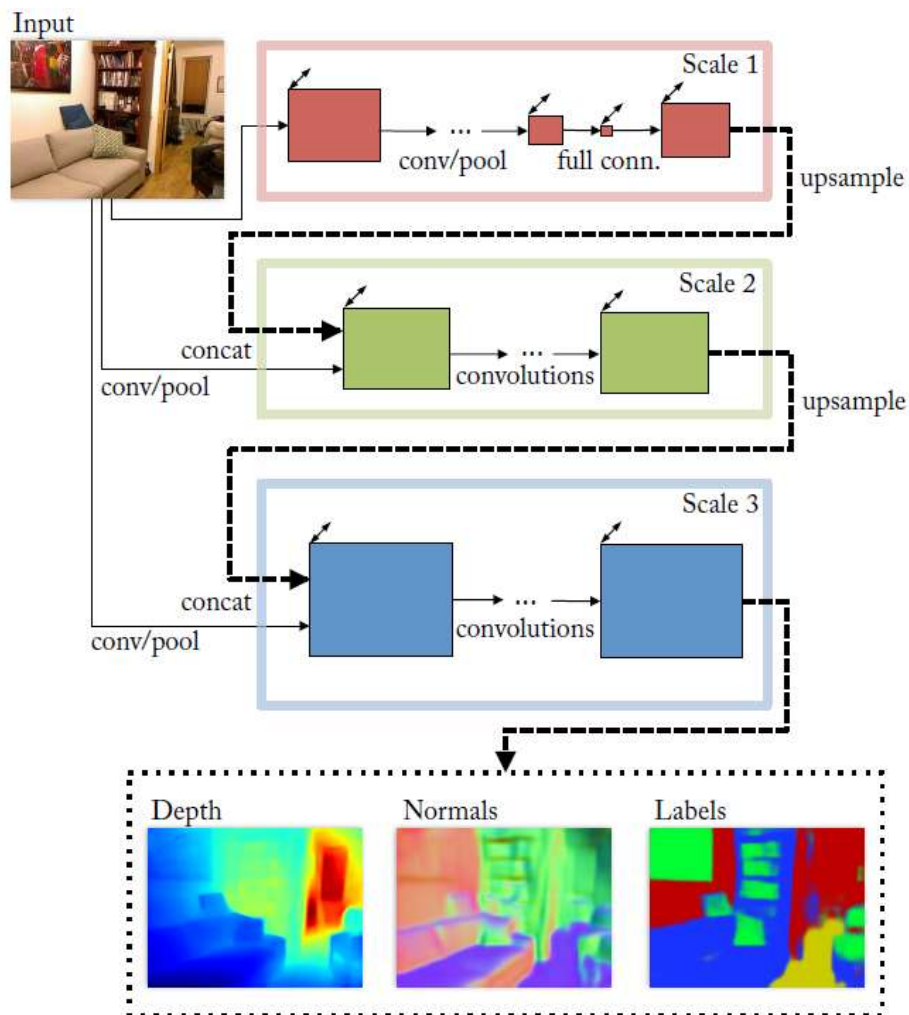 Input
Scale 1
...
conv/pool
full conn.
upsample
Scale 2
concat
...
convolutions
conv/pool
upsample
Scale 3
concat
...
convolutions
conv/pool
Depth
Normals
Labels